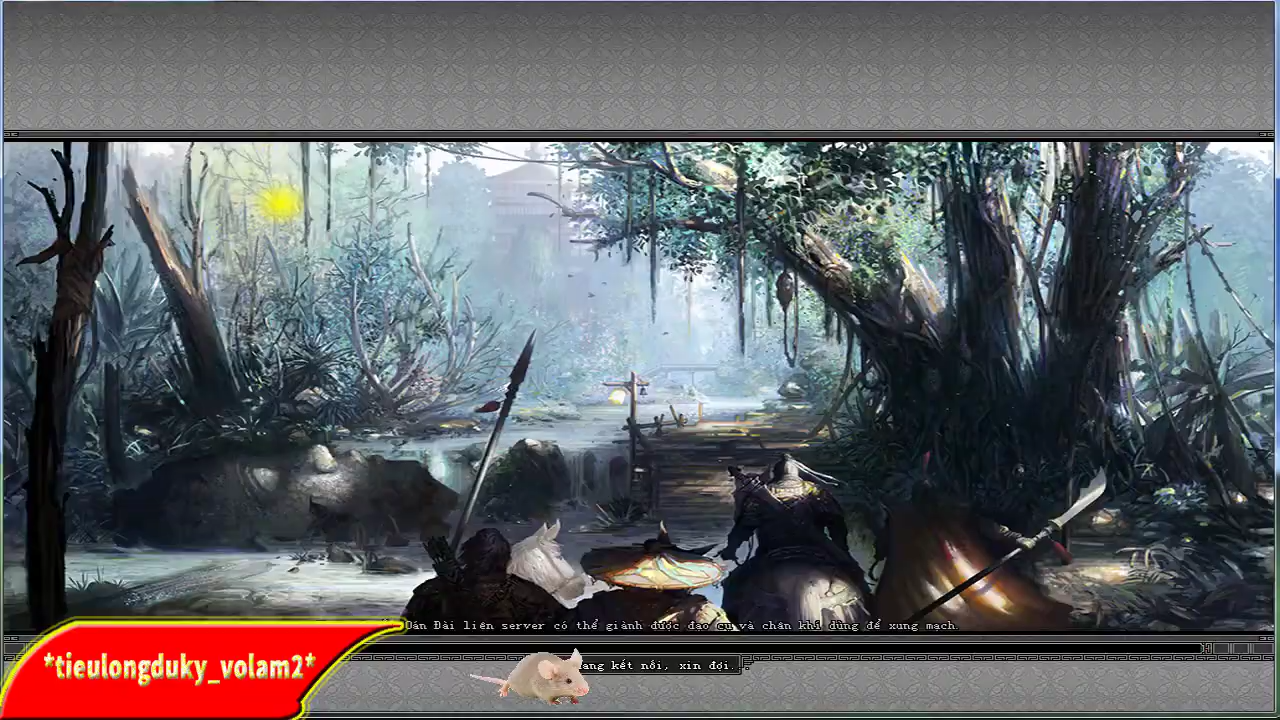 Dán Đài liên server có thể giành được đạo cụ và chân khí dùng để xung mạch.
*tieulongduky_volam2*
ang kết nối, xin đợi.